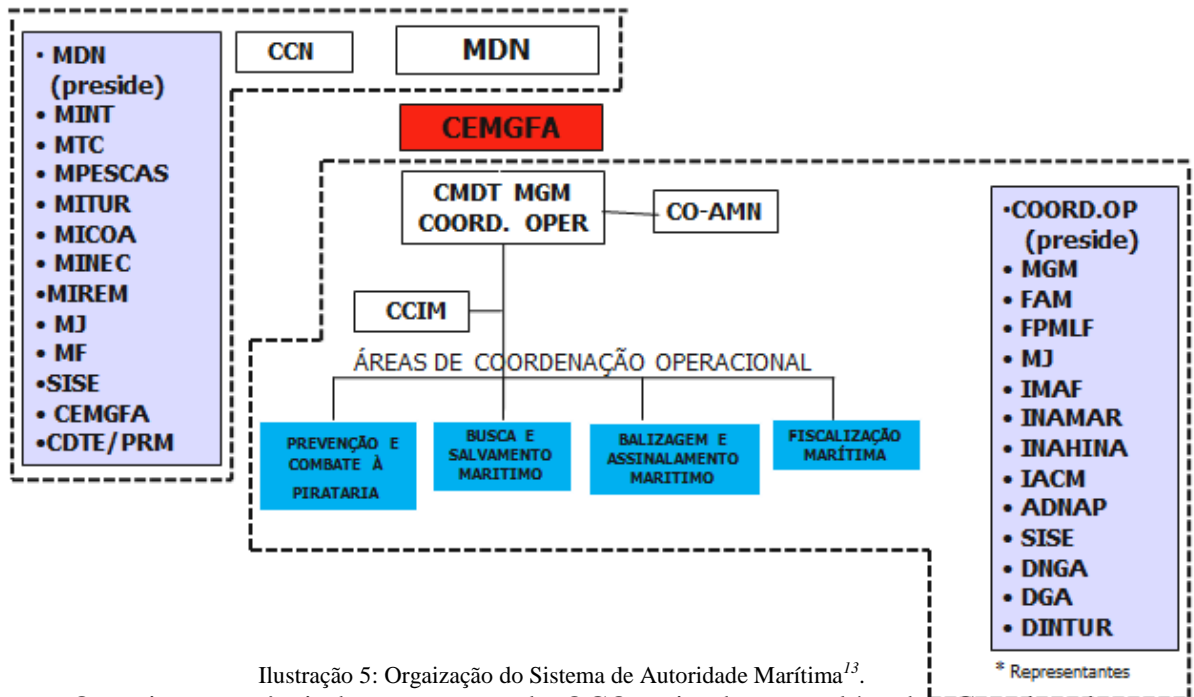 • MDN
(preside)
• MINT
• MTC
• MPESCAS
• MITUR
• MICOA
• MINEC
•MIREM
• MJ
• MF
•SISE
• CEMGFA
•CDTE/PRM
CCN
MDN
CEMGFA
CMDT MGM
COORD. OPER
CO-AMN
CCIM
ÁREAS DE COORDENAÇÃO OPERACIONAL
PREVENÇÃO E
COMBATE À
PIRATARIA
BUSCA E
SALVAMENTO
MARITIMO
BALIZAGEM E
ASSINALAMENTO
MARITIMO
FISCALIZAÇÃO
MARÍTIMA
•COORD.OP
(preside)
• MGM
• FAM
• FPMLF
• MJ
• IMAF
• INAMAR
• INAHINA
• IACM
• ADNAP
• SISE
• DNGA
• DGA
• DINTUR
* Representantes
Ilustração 5: Orgaização do Sistema de Autoridade Marítima13.